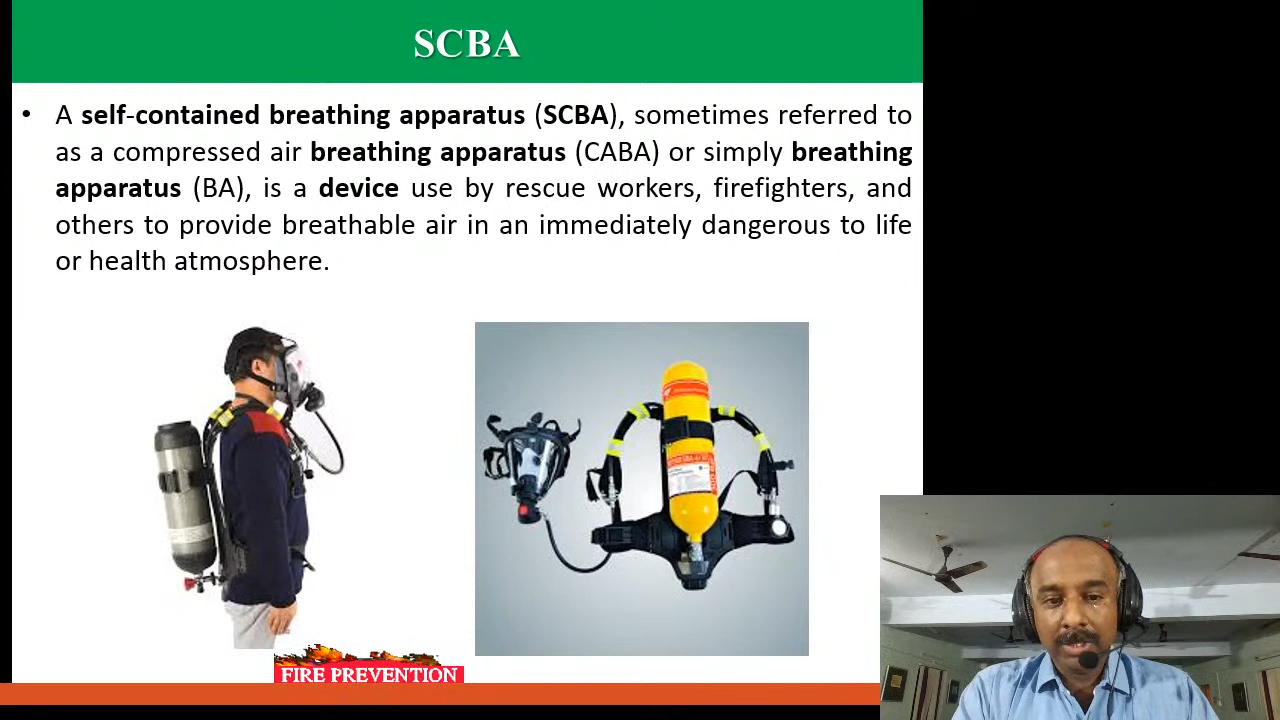 SCBA
• A self-contained breathing apparatus (SCBA), sometimes referred to
as a compressed air breathing apparatus (CABA) or simply breathing
apparatus (BA), is a device use by rescue workers, firefighters, and
others to provide breathable air in an immediately dangerous to life
or health atmosphere.
FIRE PREVENTION